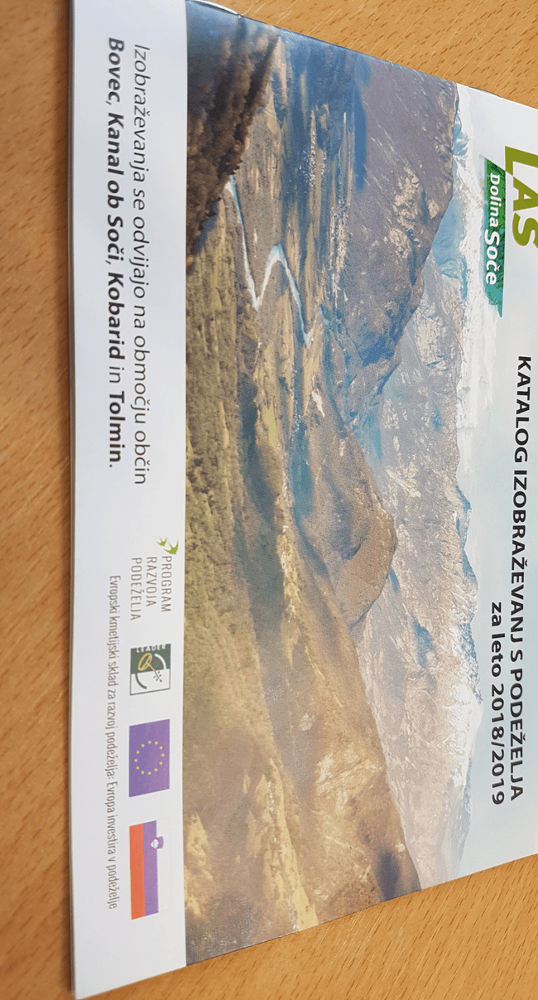 LAS
Dolina Soče
KATALOG IZOBRAŽEVANJ S PODEŽELJA
za leto 2018/2019
Izobraževanja se odvijajo na območju občin
Bovec, Kanal ob Soči, Kobarid in Tolmin.
PROGRAM
RAZVOJA
PODEŽELJA
LEADER
Evropski kmetijski sklad za razvoj podeželja: Evropa investira v podeželje